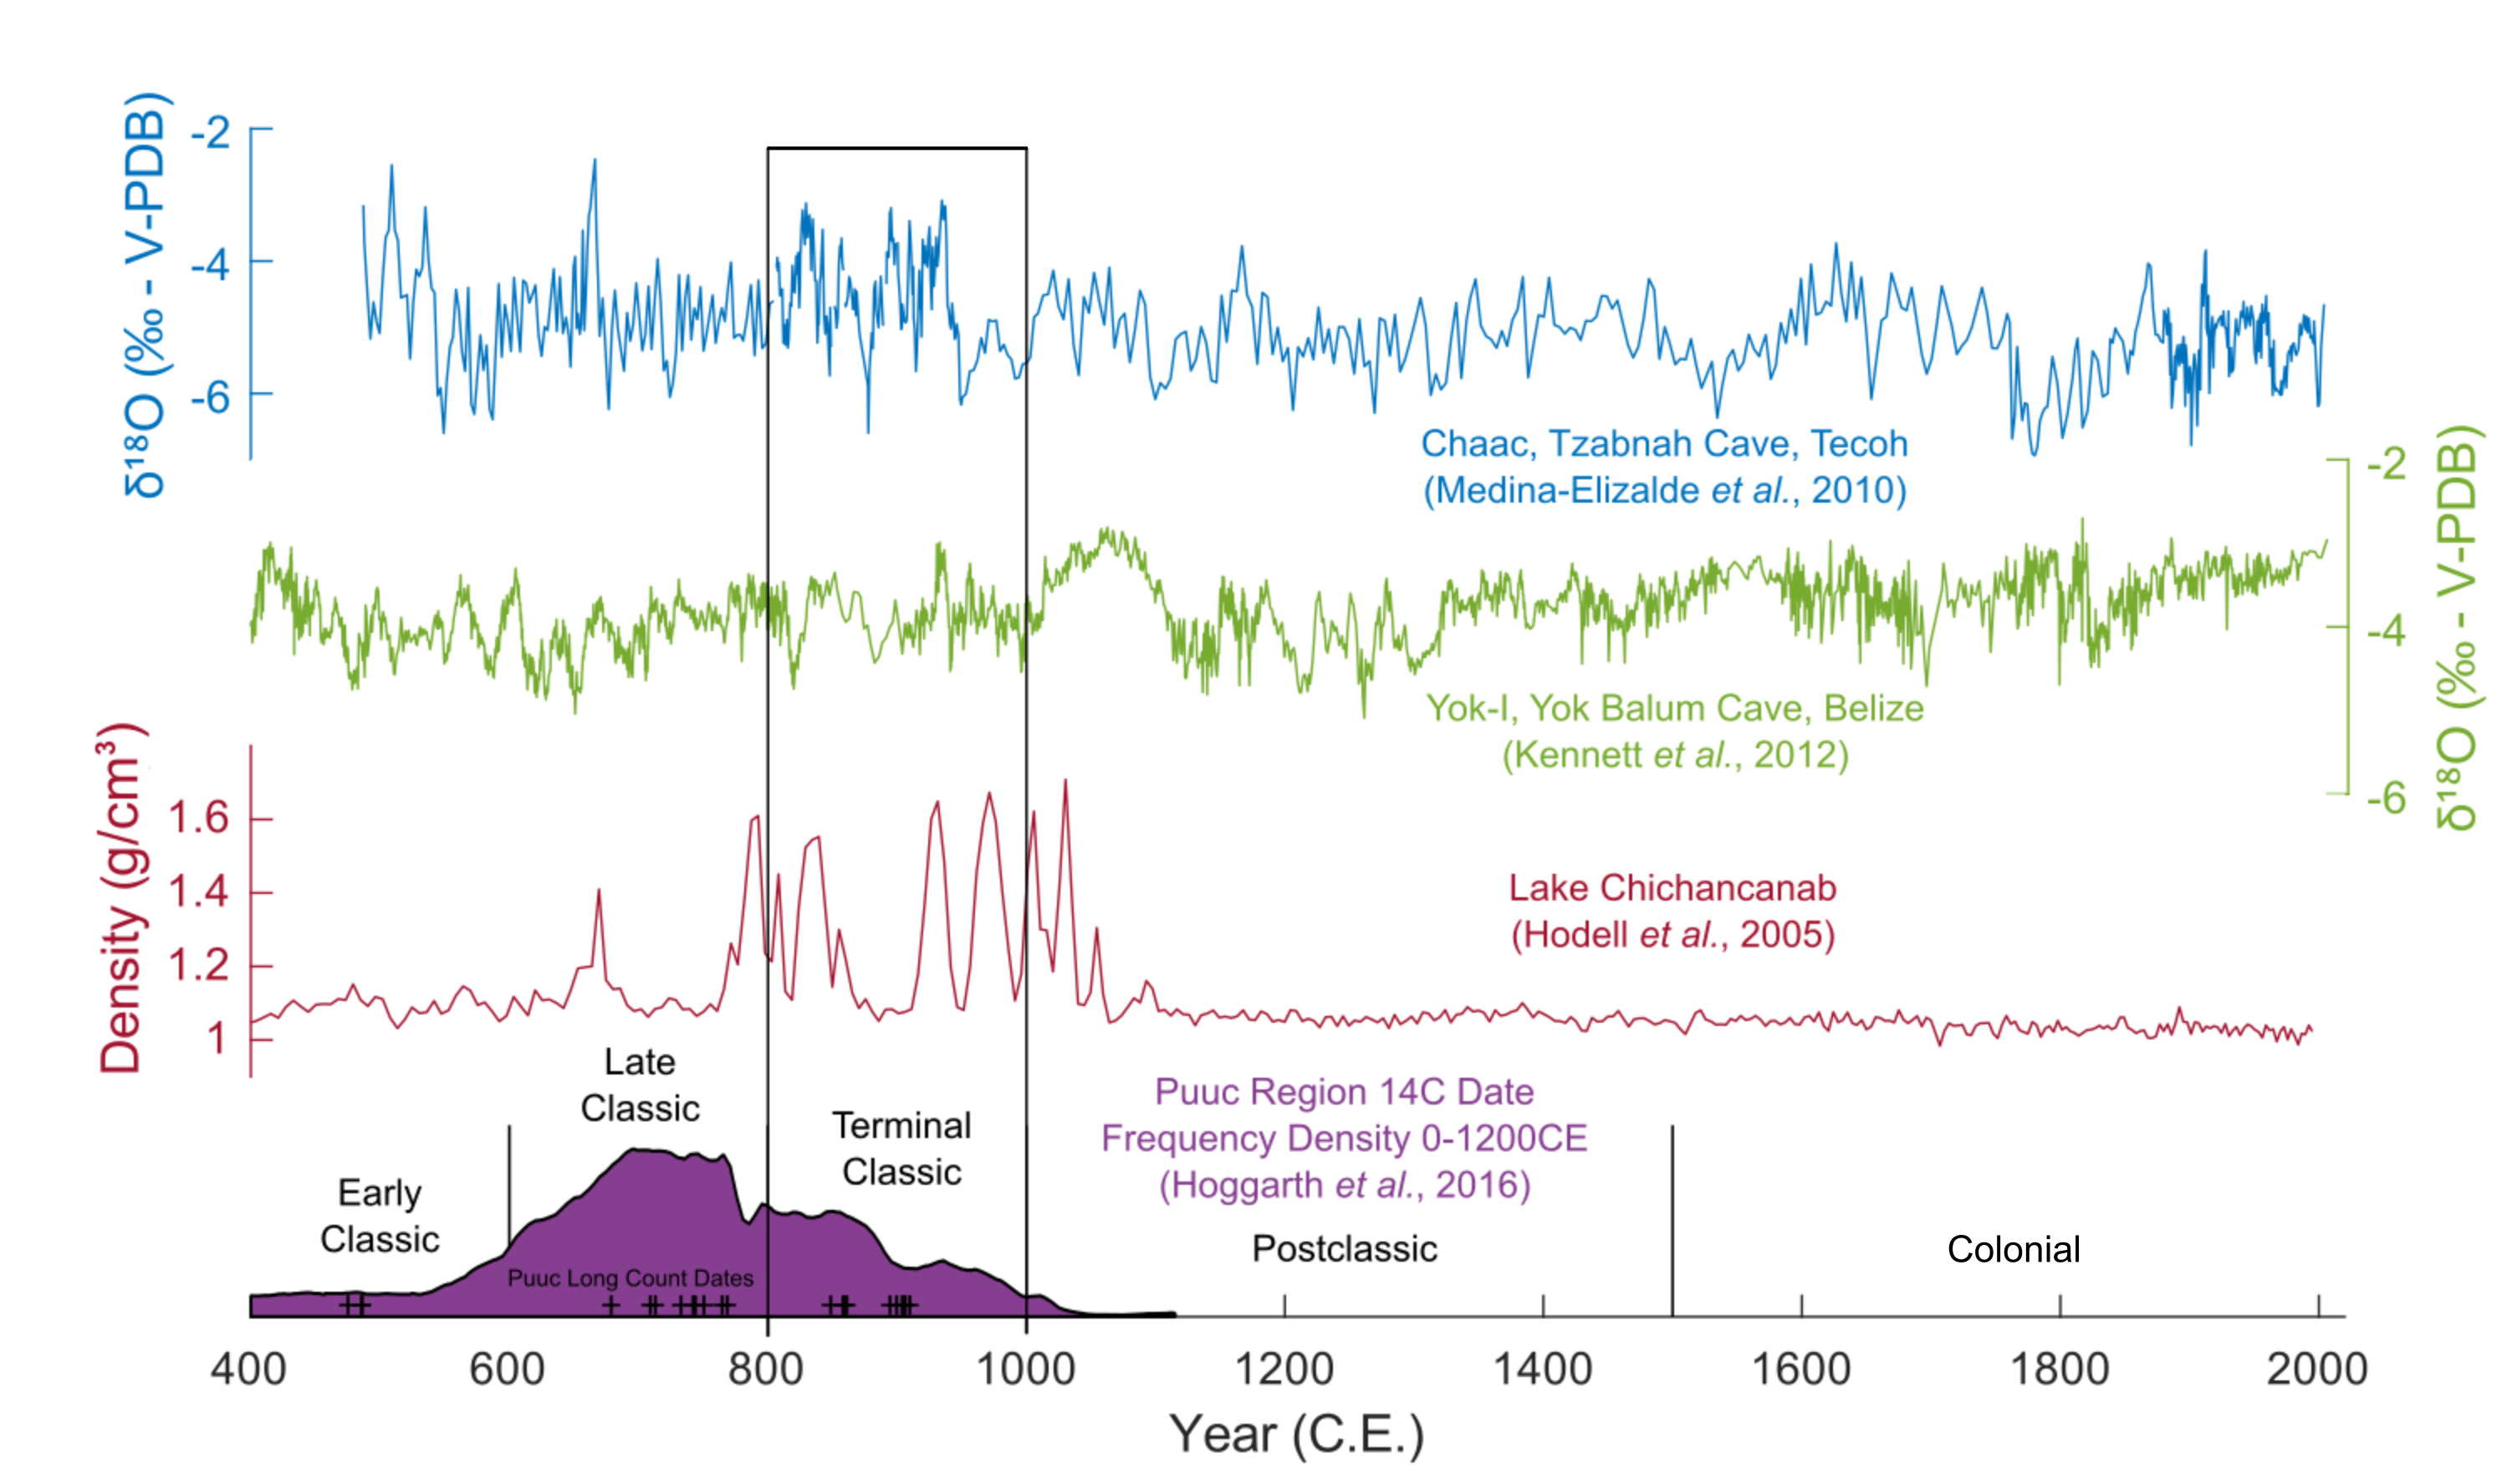 δ¹⁸O (‰ - V-PDB)
-2
-4
-6
Chaac, Tzabnah Cave, Tecoh
(Medina-Elizalde et al., 2010)
δ¹⁸O (‰ - V-PDB)
-2
-4
-6
Yok-I, Yok Balum Cave, Belize
(Kennett et al., 2012)
Density (g/cm³)
1.6
1.4
1.2
1
Lake Chichancanab
(Hodell et al., 2005)
Late
Classic
Terminal
Classic
Puuc Region 14C Date
Frequency Density 0-1200CE
(Hoggarth et al., 2016)
Early
Classic
Postclassic
Colonial
Puuc Long Count Dates
400 600 800 1000 1200 1400 1600 1800 2000
Year (C.E.)